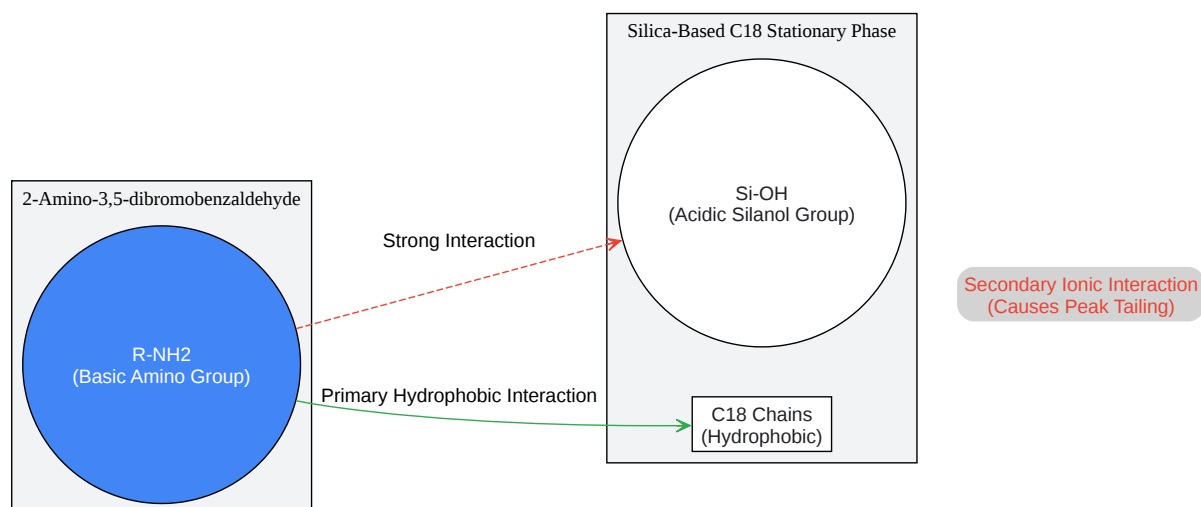 Silica-Based C18 Stationary Phase
Si-OH
(Acidic Silanol Group)
2-Amino-3,5-dibromobenzaldehyde
Strong Interaction
Secondary Ionic Interaction
(Causes Peak Tailing)
R-NH2
(Basic Amino Group)
Primary Hydrophobic Interaction
C18 Chains
(Hydrophobic)